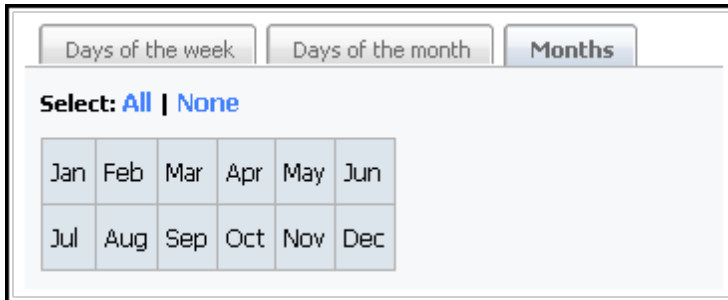 Days of the week Days of the month Months
Select: All | None
Jan Feb Mar Apr May Jun
Jul Aug Sep Oct Nov Dec